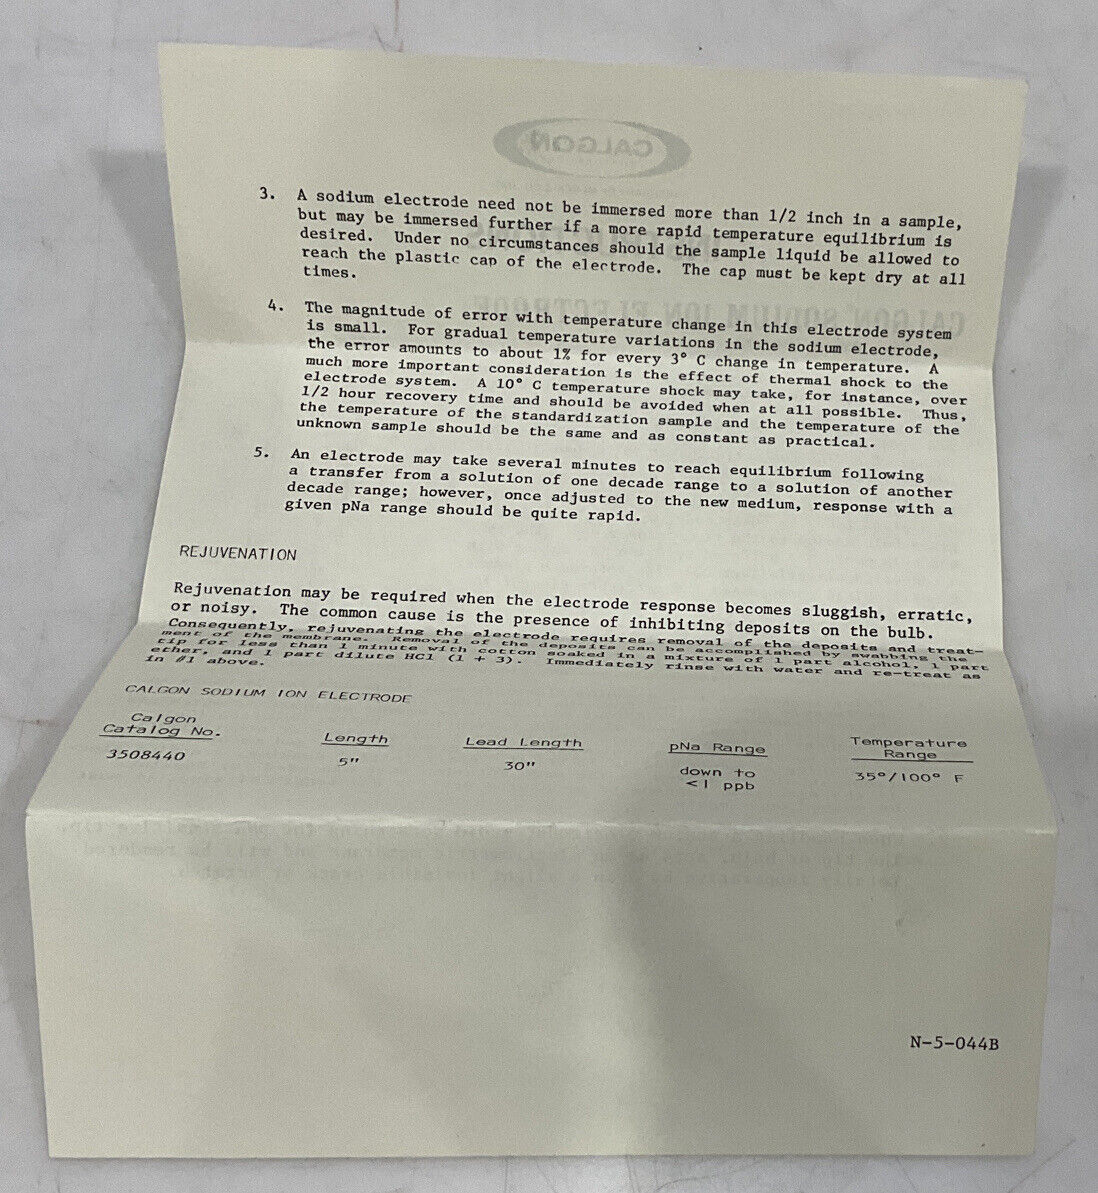 CALGON
3. A sodium electrode need not be immersed more than 1/2 inch in a sample,
but may be immersed further if a more rapid temperature equilibrium is
desired. Under no circumstances should the sample liquid be allowed to
reach the plastic cap of the electrode. The cap must be kept dry at all
times.
CALGON SODIUM ION ELECTRODE
4. The magnitude of error with temperature change in this electrode system
is small. For gradual temperature variations in the sodium electrode,
the error amounts to about 1% for every 3° C change in temperature. A
much more important consideration is the effect of thermal shock to the
electrode system. A 10° C temperature shock may take, for instance, over
1/2 hour recovery time and should be avoided when at all possible. Thus,
the temperature of the standardization sample and the temperature of the
unknown sample should be the same and as constant as practical.
5. An electrode may take several minutes to reach equilibrium following
a transfer from a solution of one decade range to a solution of another
decade range; however, once adjusted to the new medium, response with a
given pNa range should be quite rapid.
REJUVENATION
Rejuvenation may be required when the electrode response becomes sluggish, erratic,
or noisy. The common cause is the presence of inhibiting deposits on the bulb.
Consequently, rejuvenating the electrode requires removal of the deposits and treat-
ment of the membrane. Removal of the deposits can be accomplished by swabbing the
tip for less than 1 minute with cotton soaked in a mixture of 1 part alcohol, 1 part
ether, and 1 part dilute HCl (1 + 3). Immediately rinse with water and re-treat as
in #1 above.
CALGON SODIUM ION ELECTRODE
Calgon
Catalog No. Length Lead Length pNa Range Temperature Range
3508440 5" 30" down to <1 ppb 35°/100° F
N-5-044B